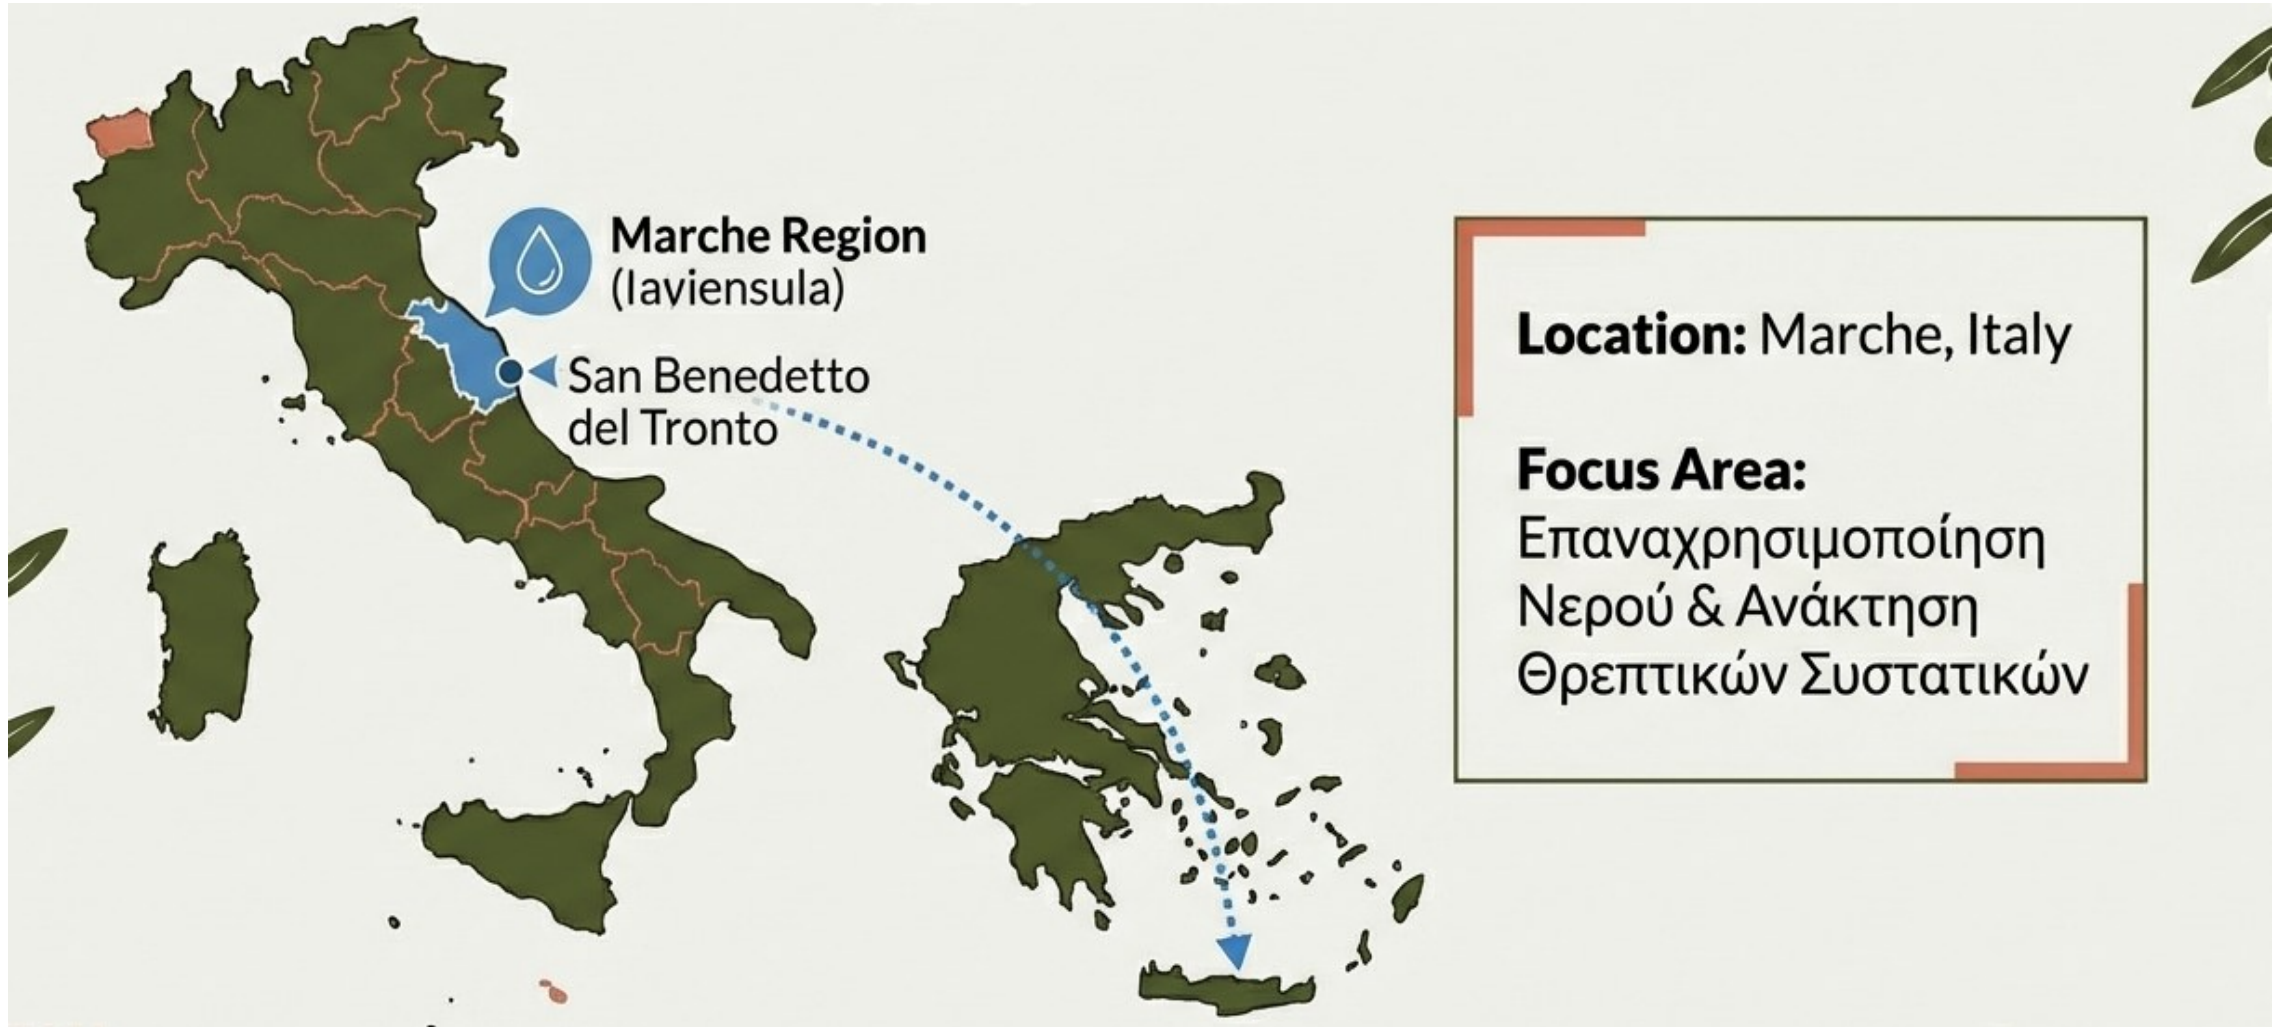 Marche Region
(Iaviensula)
San Benedetto
del Tronto
Location: Marche, Italy
Focus Area:
Επαναχρησιμοποίηση
Νερού & Ανάκτηση
Θρεπτικών Συστατικών